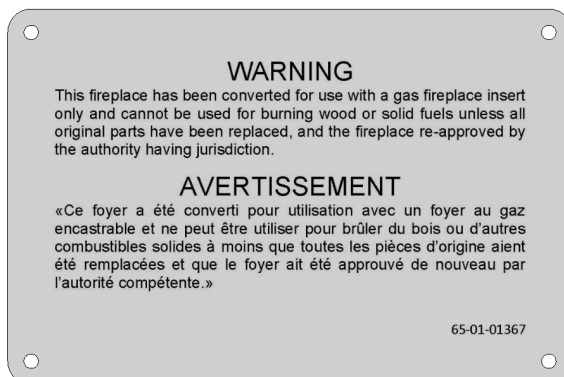 WARNING
This fireplace has been converted for use with a gas fireplace insert
only and cannot be used for burning wood or solid fuels unless all
original parts have been replaced, and the fireplace re-approved by
the authority having jurisdiction.
AVERTISSEMENT
«Ce foyer a été converti pour utilisation avec un foyer au gaz
encastrable et ne peut être utiliser pour brûler du bois ou d’autres
combustibles solides à moins que toutes les pièces d’origine aient
été remplacées et que le foyer ait été approuvé de nouveau par
l’autorité compétente.»
65-01-01367